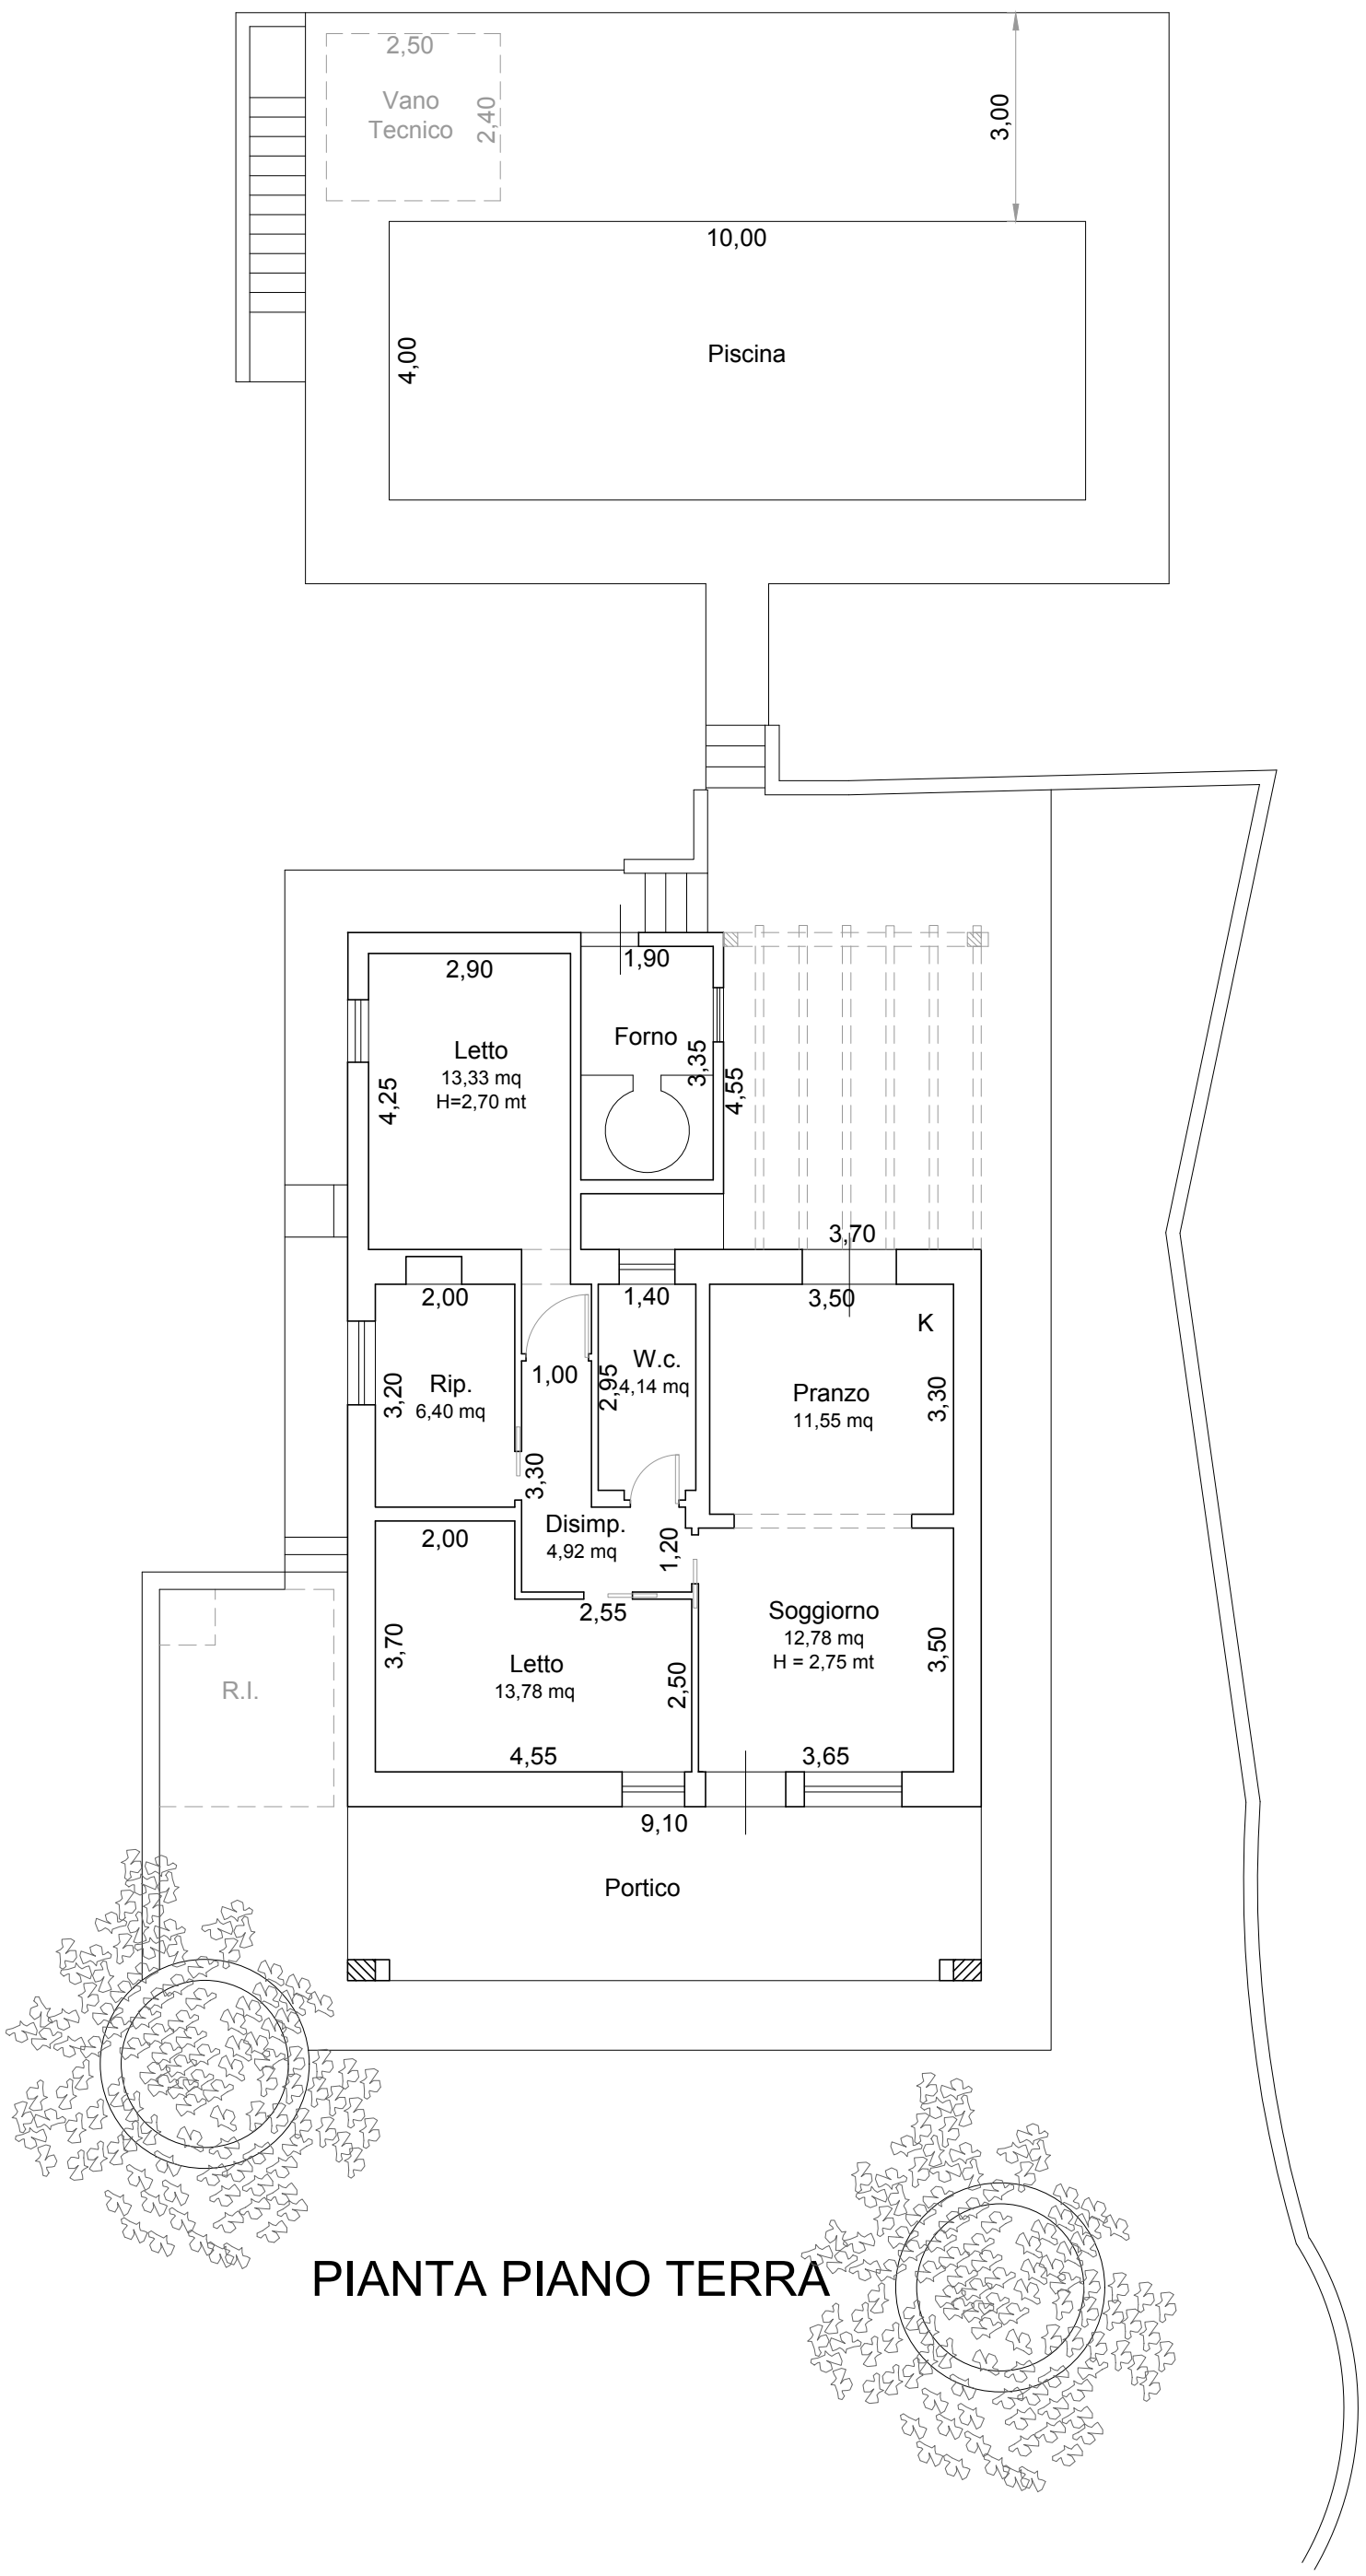 2,50
Vano
Tecnico
2,40
3,00
10,00
4,00
Piscina
2,90
1,90
Letto
13,33 mq
H=2,70 mt
4,25
Forno
3,35
4,55
3,70
2,00
1,40
3,50
K
W.c.
4,14 mq
2,95
1,00
Rip.
6,40 mq
3,20
Pranzo
11,55 mq
3,30
3,30
Disimp.
4,92 mq
1,20
2,00
2,55
Soggiorno
12,78 mq
H = 2,75 mt
3,50
3,70
Letto
13,78 mq
2,50
R.I.
4,55
3,65
9,10
Portico
PIANTA PIANO TERRA